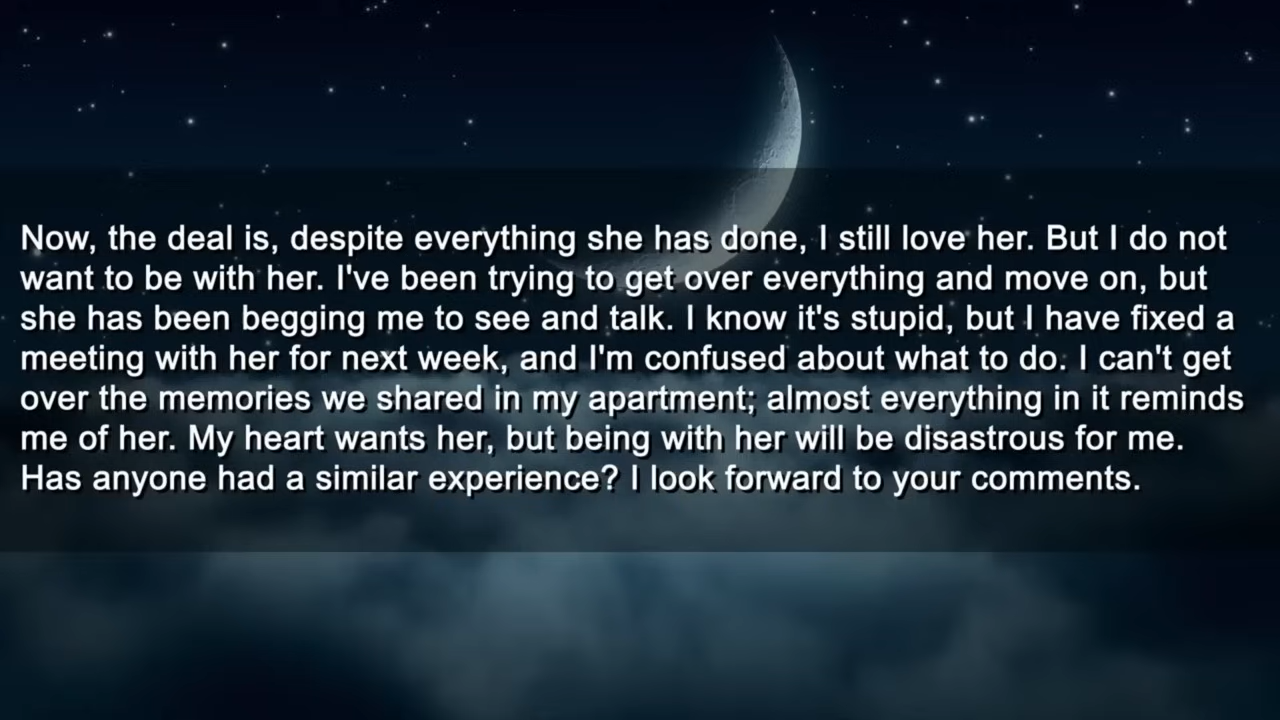 Now, the deal is, despite everything she has done, I still love her. But I do not
want to be with her. I've been trying to get over everything and move on, but
she has been begging me to see and talk. I know it's stupid, but I have fixed a
meeting with her for next week, and I'm confused about what to do. I can't get
over the memories we shared in my apartment; almost everything in it reminds
me of her. My heart wants her, but being with her will be disastrous for me.
Has anyone had a similar experience? I look forward to your comments.